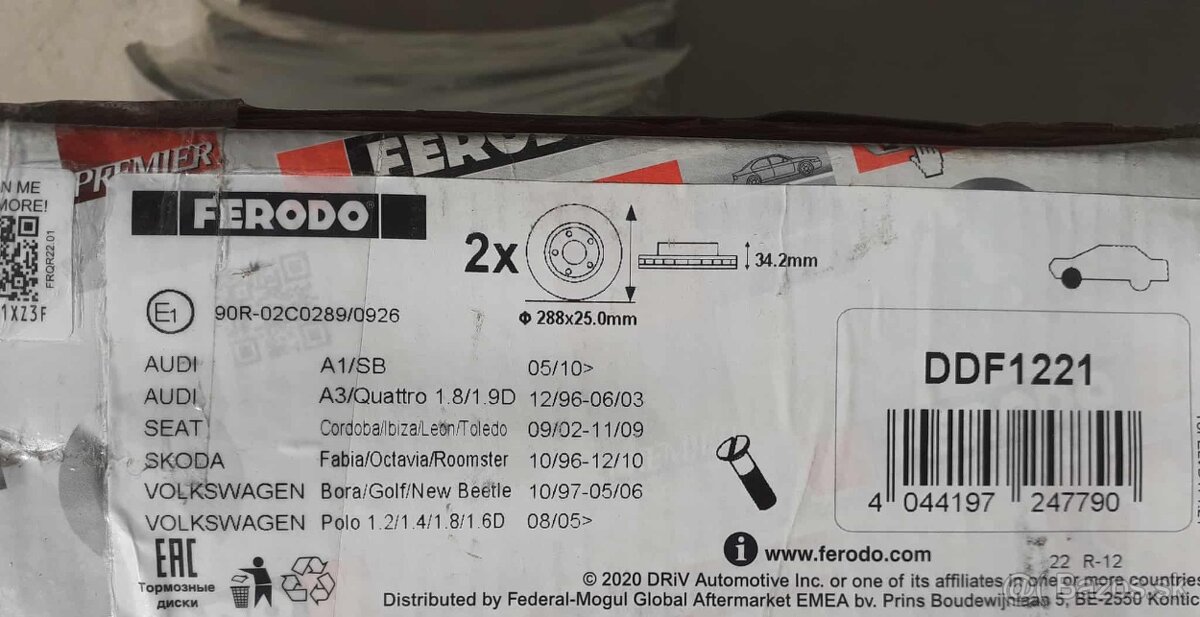 PREMIER
FERODO
N ME
MORE!
FRQR22.01
1XZ3F
FERODO
2x
34.2mm
Φ 288x25.0mm
E1
90R-02C0289/0926
AUDI A1/SB 05/10>
AUDI A3/Quattro 1.8/1.9D 12/96-06/03
SEAT Cordoba/Ibiza/Leon/Toledo 09/02-11/09
SKODA Fabia/Octavia/Roomster 10/96-12/10
VOLKSWAGEN Bora/Golf/New Beetle 10/97-05/06
VOLKSWAGEN Polo 1.2/1.4/1.8/1.6D 08/05>
DDF1221
4 044197 247790
EAC
Тормозные
диски
i www.ferodo.com
22 R-12
© 2020 DRiV Automotive Inc. or one of its affiliates in one or more countries
Distributed by Federal-Mogul Global Aftermarket EMEA bv. Prins Boudewijnlaan 5, BE-2550 Kontic
Bazos.sk